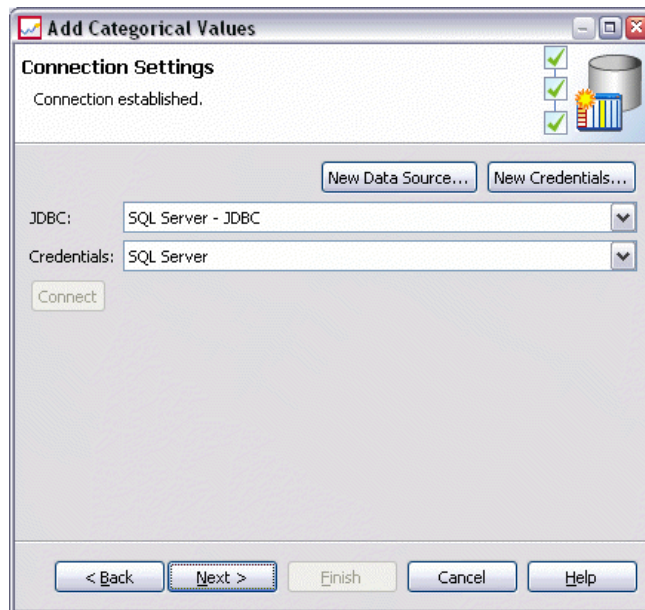 Add Categorical Values
Connection Settings
Connection established.
New Data Source... New Credentials...
JDBC: SQL Server - JDBC
Credentials: SQL Server
Connect
< Back Next > Finish Cancel Help